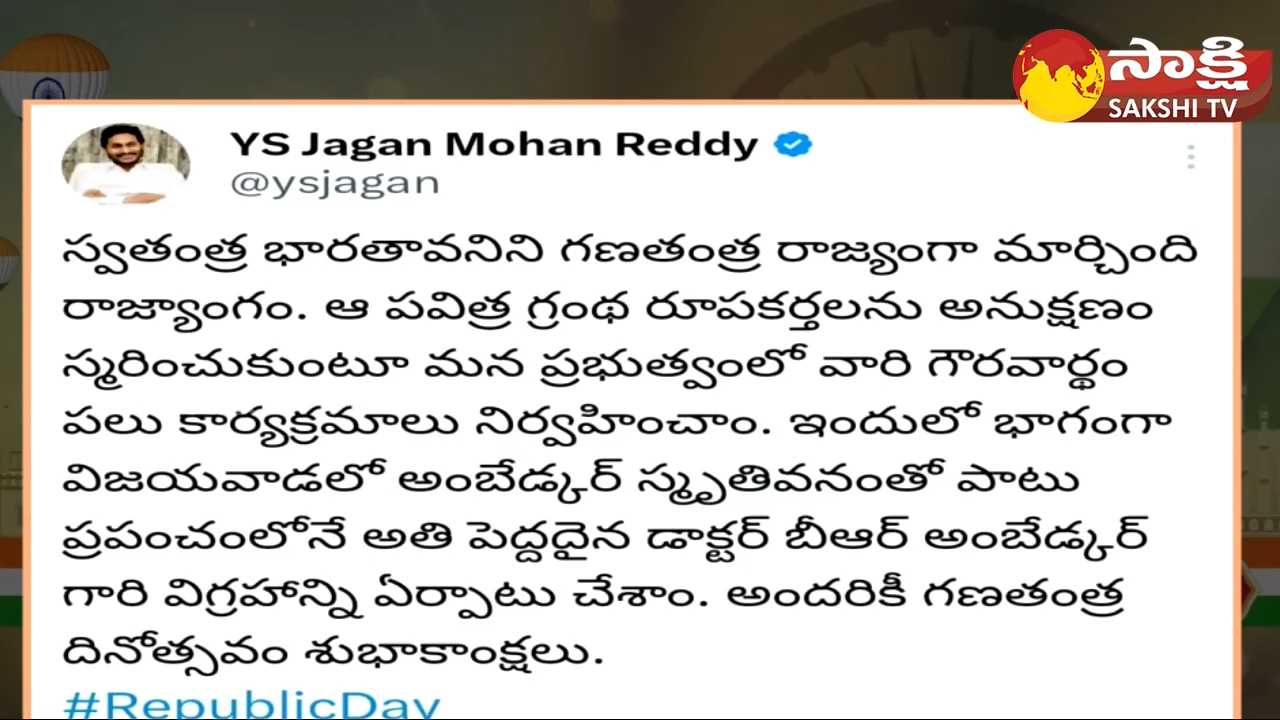 సాక్షి
SAKSHI TV
YS Jagan Mohan Reddy
@ysjagan
స్వతంత్ర భారతావనిని గణతంత్ర రాజ్యంగా మార్చింది
రాజ్యాంగం. ఆ పవిత్ర గ్రంథ రూపకర్తలను అనుక్షణం
స్మరించుకుంటూ మన ప్రభుత్వంలో వారి గౌరవార్థం
పలు కార్యక్రమాలు నిర్వహించాం. ఇందులో భాగంగా
విజయవాడలో అంబేడ్కర్ స్మృతివనంతో పాటు
ప్రపంచంలోనే అతి పెద్దదైన డాక్టర్ బీఆర్ అంబేడ్కర్
గారి విగ్రహాన్ని ఏర్పాటు చేశాం. అందరికీ గణతంత్ర
దినోత్సవం శుభాకాంక్షలు.
#RepublicDay